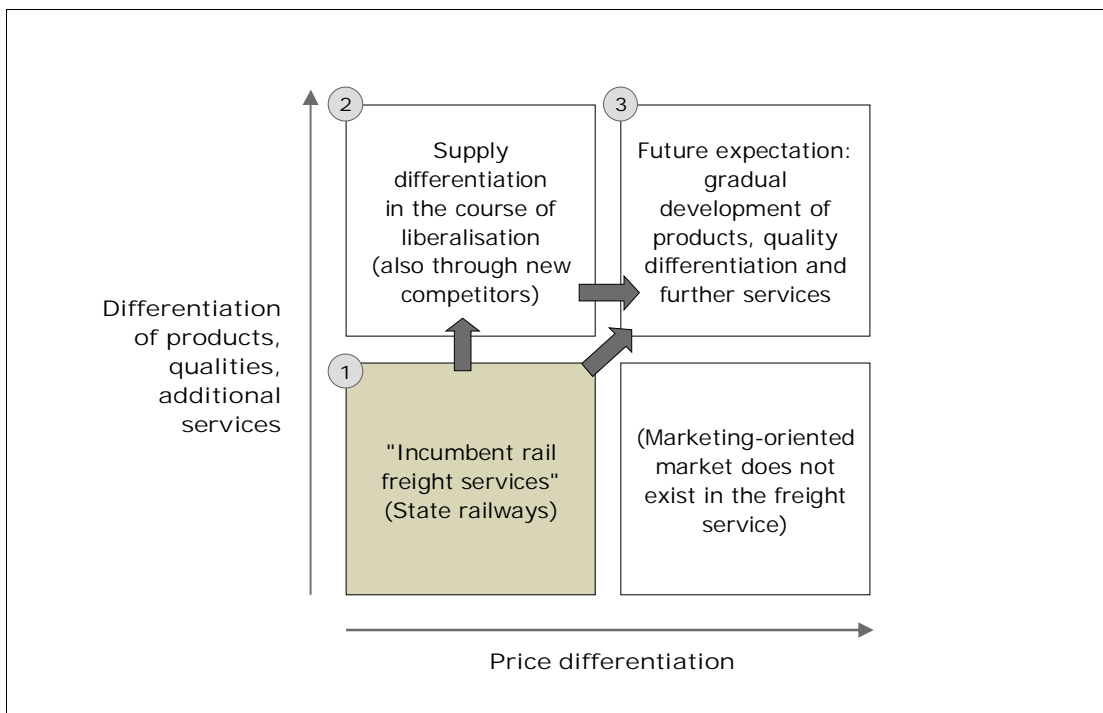 2
Supply
differentiation
in the course of
liberalisation
(also through new
competitors)
3
Future expectation:
gradual
development of
products, quality
differentiation and
further services
Differentiation
of products,
qualities,
additional
services
1
"Incumbent rail
freight services"
(State railways)
(Marketing-oriented
market does not
exist in the freight
service)
Price differentiation